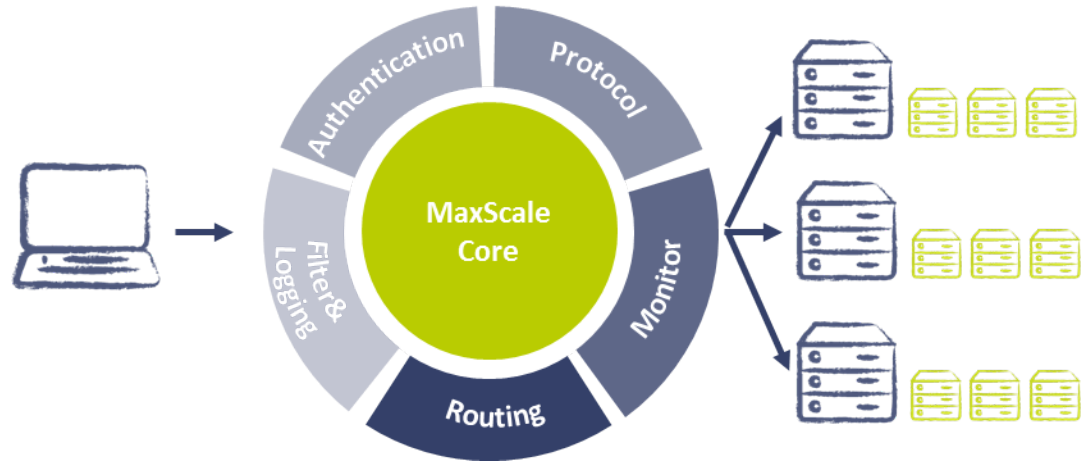 Authentication
Protocol
MaxScale
Core
Filter&
Logging
Monitor
Routing